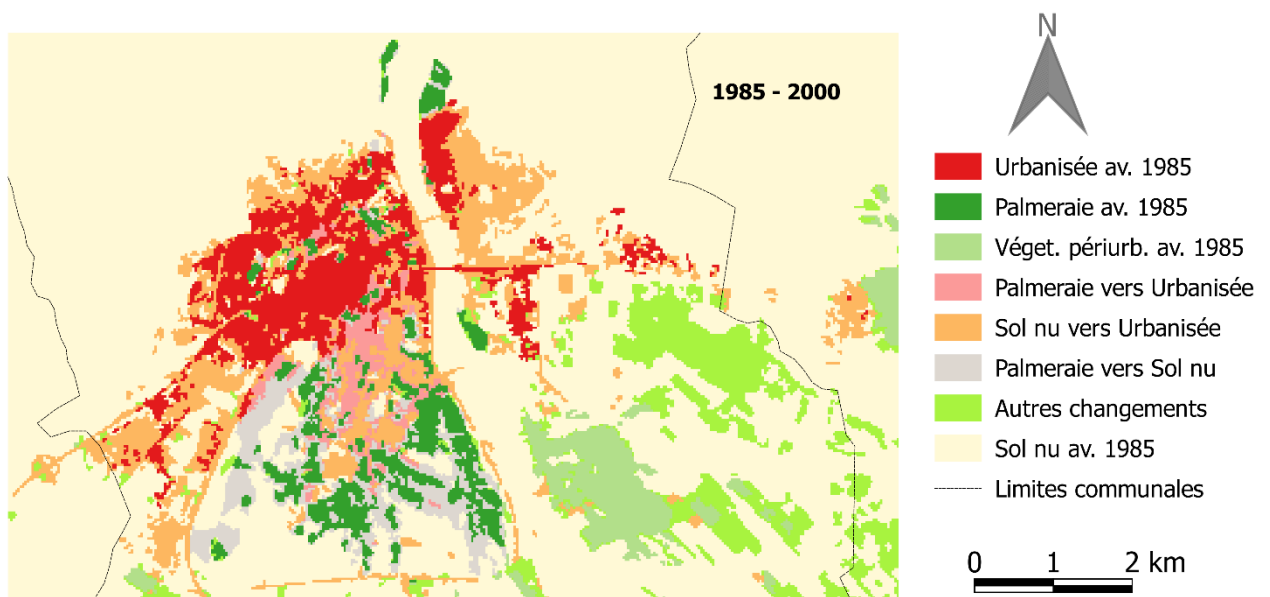 N
1985 - 2000
Urbanisée av. 1985
Palmeraie av. 1985
Véget. périurb. av. 1985
Palmeraie vers Urbanisée
Sol nu vers Urbanisée
Palmeraie vers Sol nu
Autres changements
Sol nu av. 1985
Limites communales
0 1 2 km